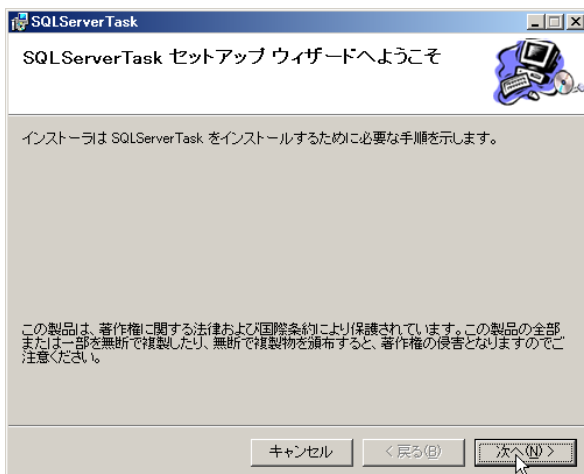 SQLServerTask
SQLServerTask セットアップ ウィザードへようこそ
インストーラは SQLServerTask をインストールするために必要な手順を示します。
この製品は、著作権に関する法律および国際条約により保護されています。この製品の全部
または一部を無断で複製したり、無断で複製物を頒布すると、著作権の侵害となりますのでご
注意ください。
キャンセル
< 戻る(B)
次へ(N) >